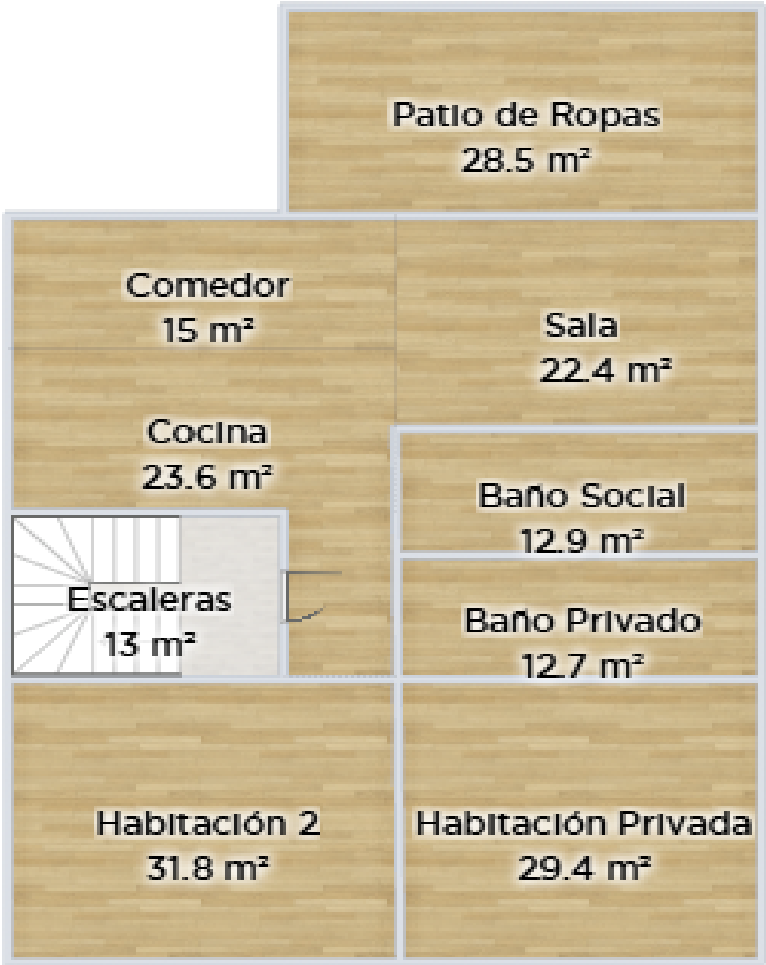 Patio de Ropas
28.5 m²
Comedor
15 m²
Sala
22.4 m²
Cocina
23.6 m²
Baño Social
12.9 m²
Escaleras
13 m²
Baño Privado
12.7 m²
Habitación 2
31.8 m²
Habitación Privada
29.4 m²